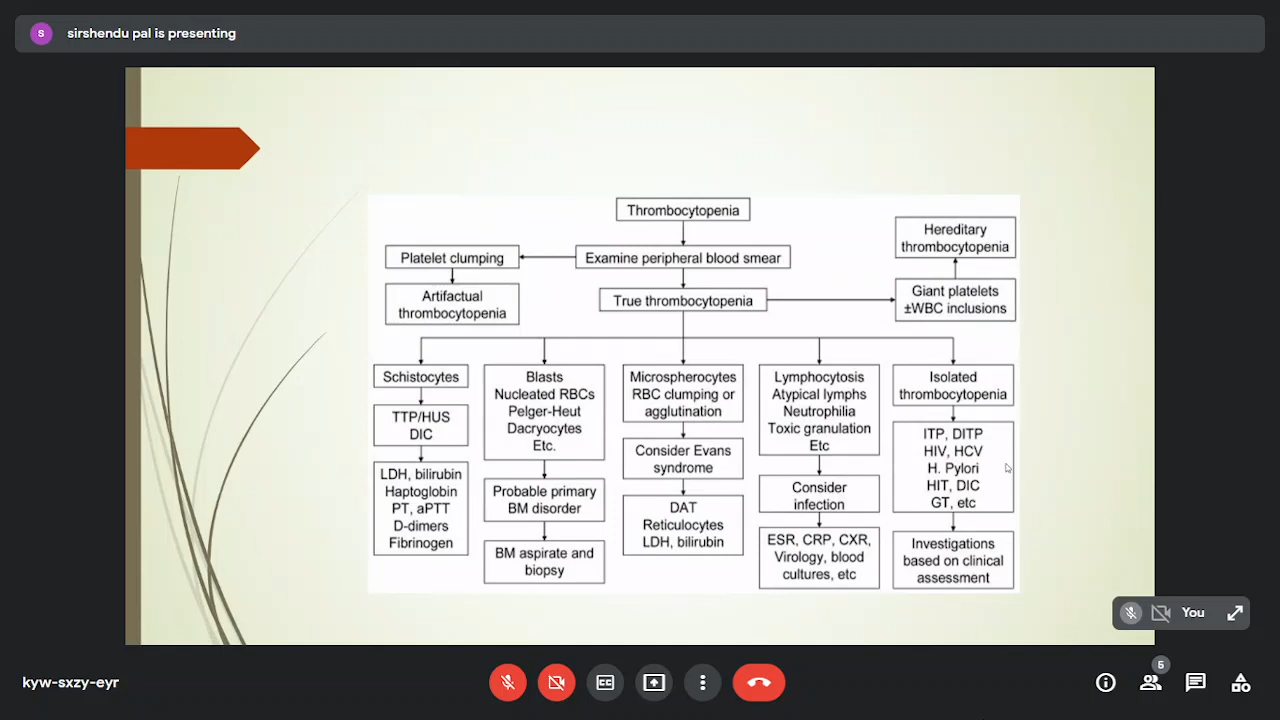 S
sirshendu pal is presenting
Thrombocytopenia
Hereditary
thrombocytopenia
Platelet clumping
Examine peripheral blood smear
Artifactual
thrombocytopenia
True thrombocytopenia
Giant platelets
±WBC inclusions
Schistocytes
TTP/HUS
DIC
LDH, bilirubin
Haptoglobin
PT, aPTT
D-dimers
Fibrinogen
Blasts
Nucleated RBCs
Pelger-Heut
Dacryocytes
Etc.
Probable primary
BM disorder
BM aspirate and
biopsy
Microspherocytes
RBC clumping or
agglutination
Consider Evans
syndrome
DAT
Reticulocytes
LDH, bilirubin
Lymphocytosis
Atypical lymphs
Neutrophilia
Toxic granulation
Etc
Consider
infection
ESR, CRP, CXR,
Virology, blood
cultures, etc
Isolated
thrombocytopenia
ITP, DITP
HIV, HCV
H. Pylori
HIT, DIC
GT, etc
Investigations
based on clinical
assessment
You
kyw-sxzy-eyr
CC
5